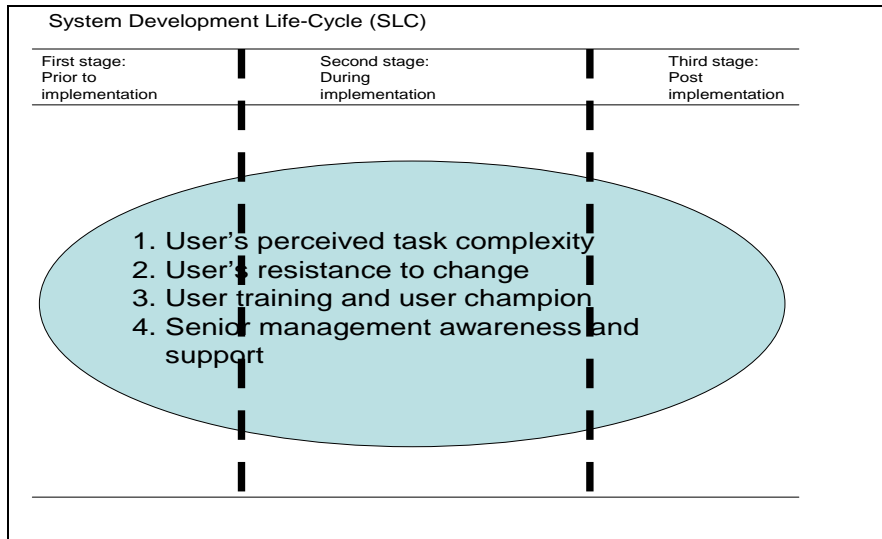 System Development Life-Cycle (SLC)
First stage:
Prior to
implementation
Second stage:
During
implementation
Third stage:
Post
implementation
1. User's perceived task complexity
2. User's resistance to change
3. User training and user champion
4. Senior management awareness and
support